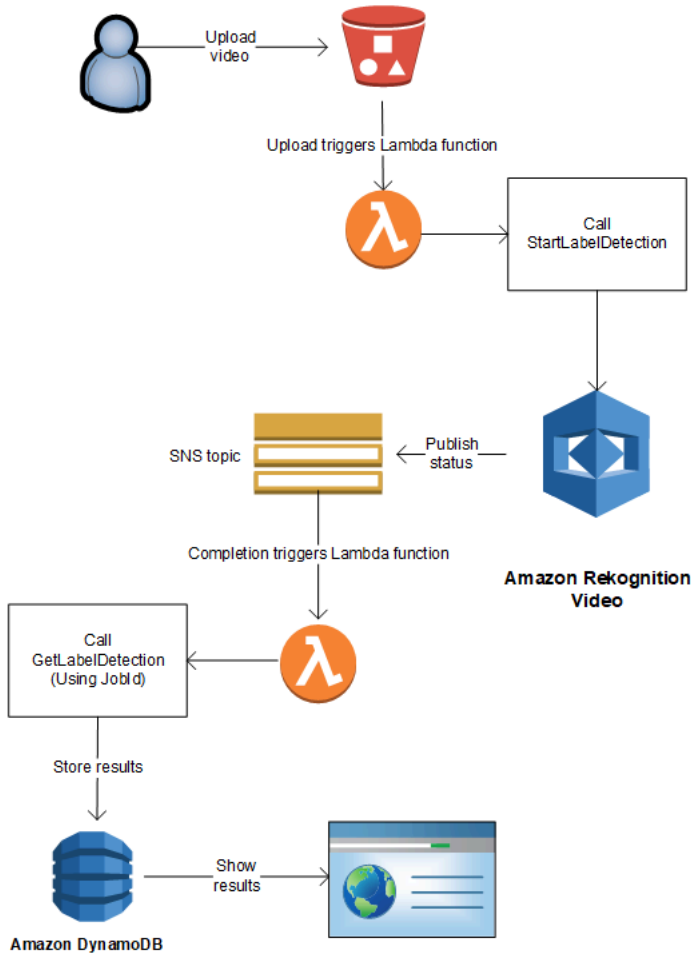 Upload
video
Upload triggers Lambda function
λ
Call
StartLabelDetection
SNS topic
Publish
status
Completion triggers Lambda function
Amazon Rekognition
Video
Call
GetLabelDetection
(Using JobId)
λ
Store results
Show
results
Amazon DynamoDB